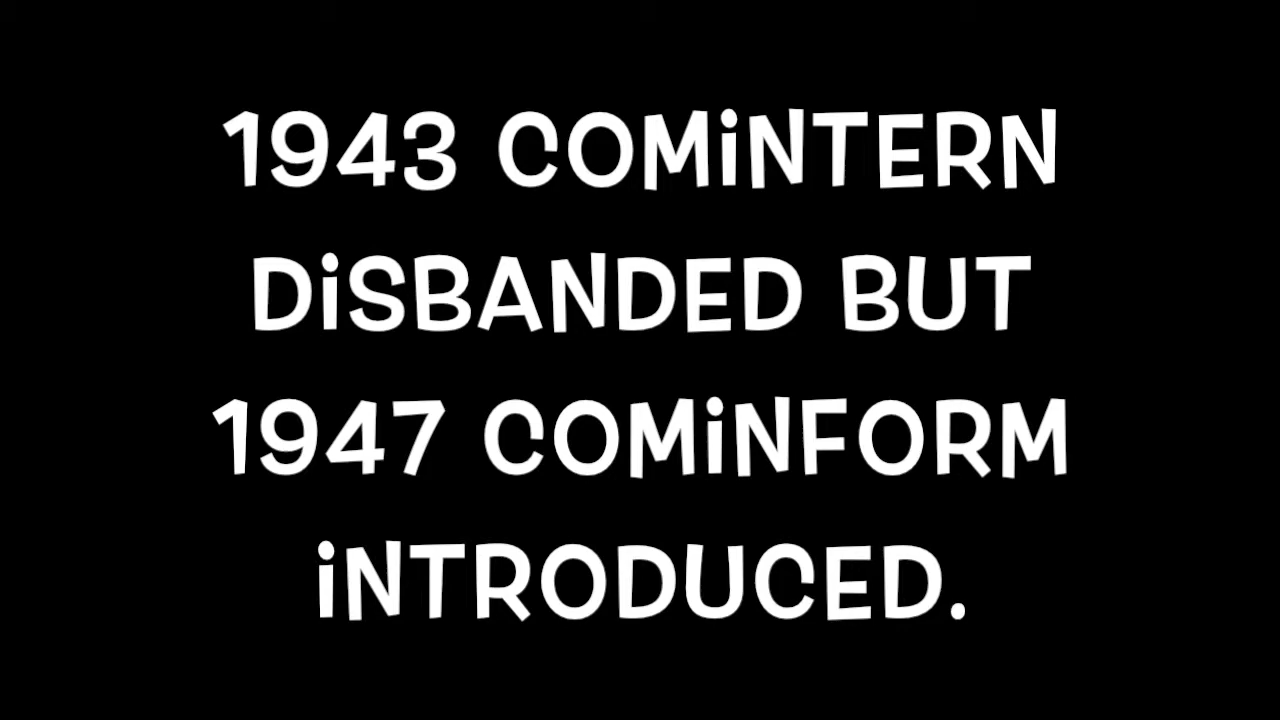 1943 COMiNTERN
DiSBANDED BUT
1947 COMiNFORM
iNTRODUCED.